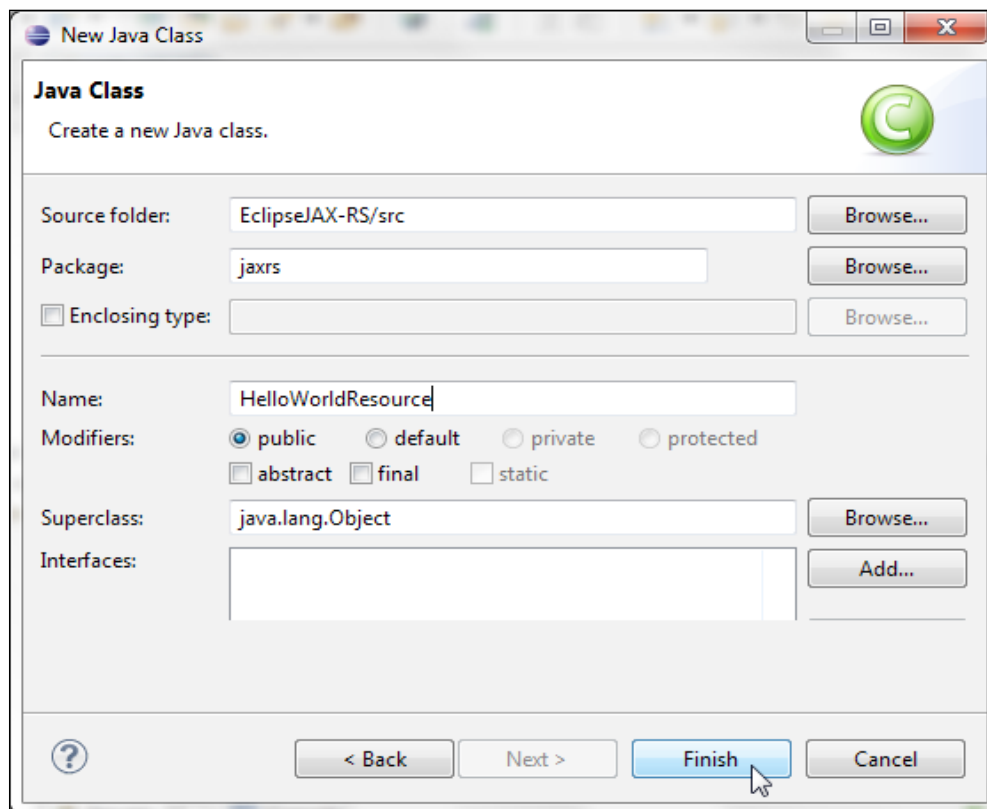 New Java Class
Java Class
Create a new Java class.
Source folder: EclipseJAX-RS/src Browse...
Package: jaxrs Browse...
Enclosing type: Browse...
Name: HelloWorldResource
Modifiers: public default private protected
abstract final static
Superclass: java.lang.Object Browse...
Interfaces: Add...
? < Back Next > Finish Cancel